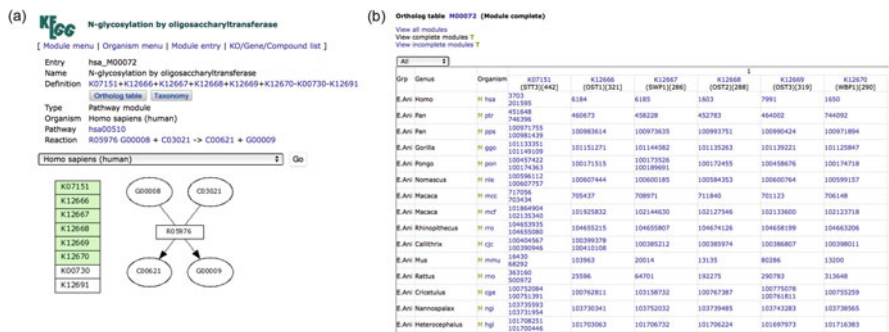 (a)
KEGG N-glycosylation by oligosaccharyltransferase
[ Module menu | Organism menu | Module entry | KO/Gene/Compound list ]
Entry hsa_M00072
Name N-glycosylation by oligosaccharyltransferase
Definition K07151+K12666+K12667+K12668+K12669+K12670-K00730-K12691
Ortholog table Taxonomy
Type Pathway module
Organism Homo sapiens (human)
Pathway hsa00510
Reaction R05976 G00008 + C03021 -> C00621 + G00009
Homo sapiens (human) Go
K07151
K12666
K12667
K12668
K12669
K12670
K00730
K12691
G00008 C03021
R05976
C00621 G00009
(b)
Ortholog table M00072 (Module complete)
View all modules
View complete modules T
View incomplete modules T
All
1
Grp Genus Organism K07151 K12666 K12667 K12668 K12669 K12670
(STT3)[442] (OST1)[321] (SWP1)[286] (OST2)[288] (OST3)[319] (WBP1)[290]
E.Ani Homo M hsa 3703 6184 6185 1603 7991 1650
201595
E.Ani Pan M ptr 451648 460673 458228 452783 464002 744092
746396
E.Ani Pan M pps 100971755 100983614 100973635 100993751 100990424 100971894
100981439
E.Ani Gorilla M ggo 101133351 101151271 101144382 101135263 101139221 101125847
101149109
E.Ani Pongo M pon 100457422 100171515 100173526 100172455 100458676 100174718
100174363 100189691
E.Ani Nomascus M nle 100596112 100607444 100600185 100584353 100600764 100599157
100607757
E.Ani Macaca M mcc 717056 705437 708971 711840 701123 706148
703434
E.Ani Macaca M mcf 101864904 101925832 102144630 102127546 102133600 102123718
102135340
E.Ani Rhinopithecus M rro 104653935 104655215 104655807 104674126 104658199 104663206
104655080
E.Ani Callithrix M cjc 100404567 100399378 100385212 100385974 100386807 100398011
100390946 100410108
E.Ani Mus M mmu 16430 103963 20014 13135 80286 13200
68292
E.Ani Rattus M rno 363160 25596 64701 192275 290783 313648
500972
E.Ani Cricetulus M cge 100752084 100762811 103158732 100767387 100775078 100755259
100751391 100761811
E.Ani Nannospalax M ngi 103735593 103730341 103752032 103739485 103743283 103738565
103731954
E.Ani Heterocephalus M hgl 101708251 101703063 101706732 101706224 101697973 101716383
101700446